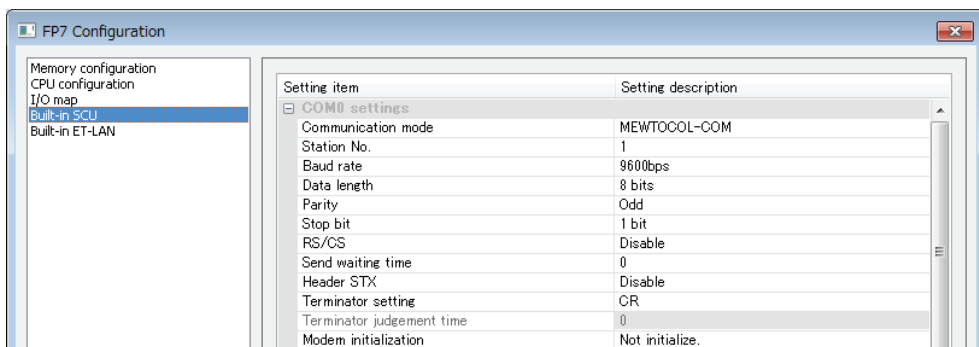 FP7 Configuration
Memory configuration
CPU configuration
I/O map
Built-in SCU
Built-in ET-LAN
Setting item Setting description
COM0 settings
Communication mode MEWTOCOL-COM
Station No. 1
Baud rate 9600bps
Data length 8 bits
Parity Odd
Stop bit 1 bit
RS/CS Disable
Send waiting time 0
Header STX Disable
Terminator setting CR
Terminator judgement time 0
Modem initialization Not initialize.